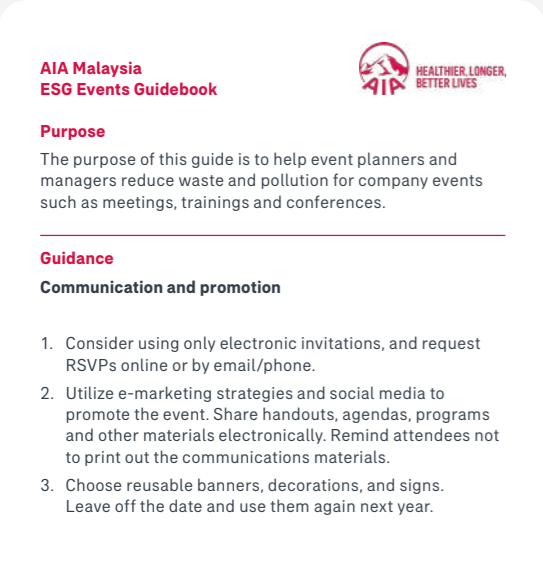 AIA Malaysia
ESG Events Guidebook
AIA
HEALTHIER, LONGER,
BETTER LIVES
Purpose
The purpose of this guide is to help event planners and
managers reduce waste and pollution for company events
such as meetings, trainings and conferences.
Guidance
Communication and promotion
1. Consider using only electronic invitations, and request
RSVPs online or by email/phone.
2. Utilize e-marketing strategies and social media to
promote the event. Share handouts, agendas, programs
and other materials electronically. Remind attendees not
to print out the communications materials.
3. Choose reusable banners, decorations, and signs.
Leave off the date and use them again next year.